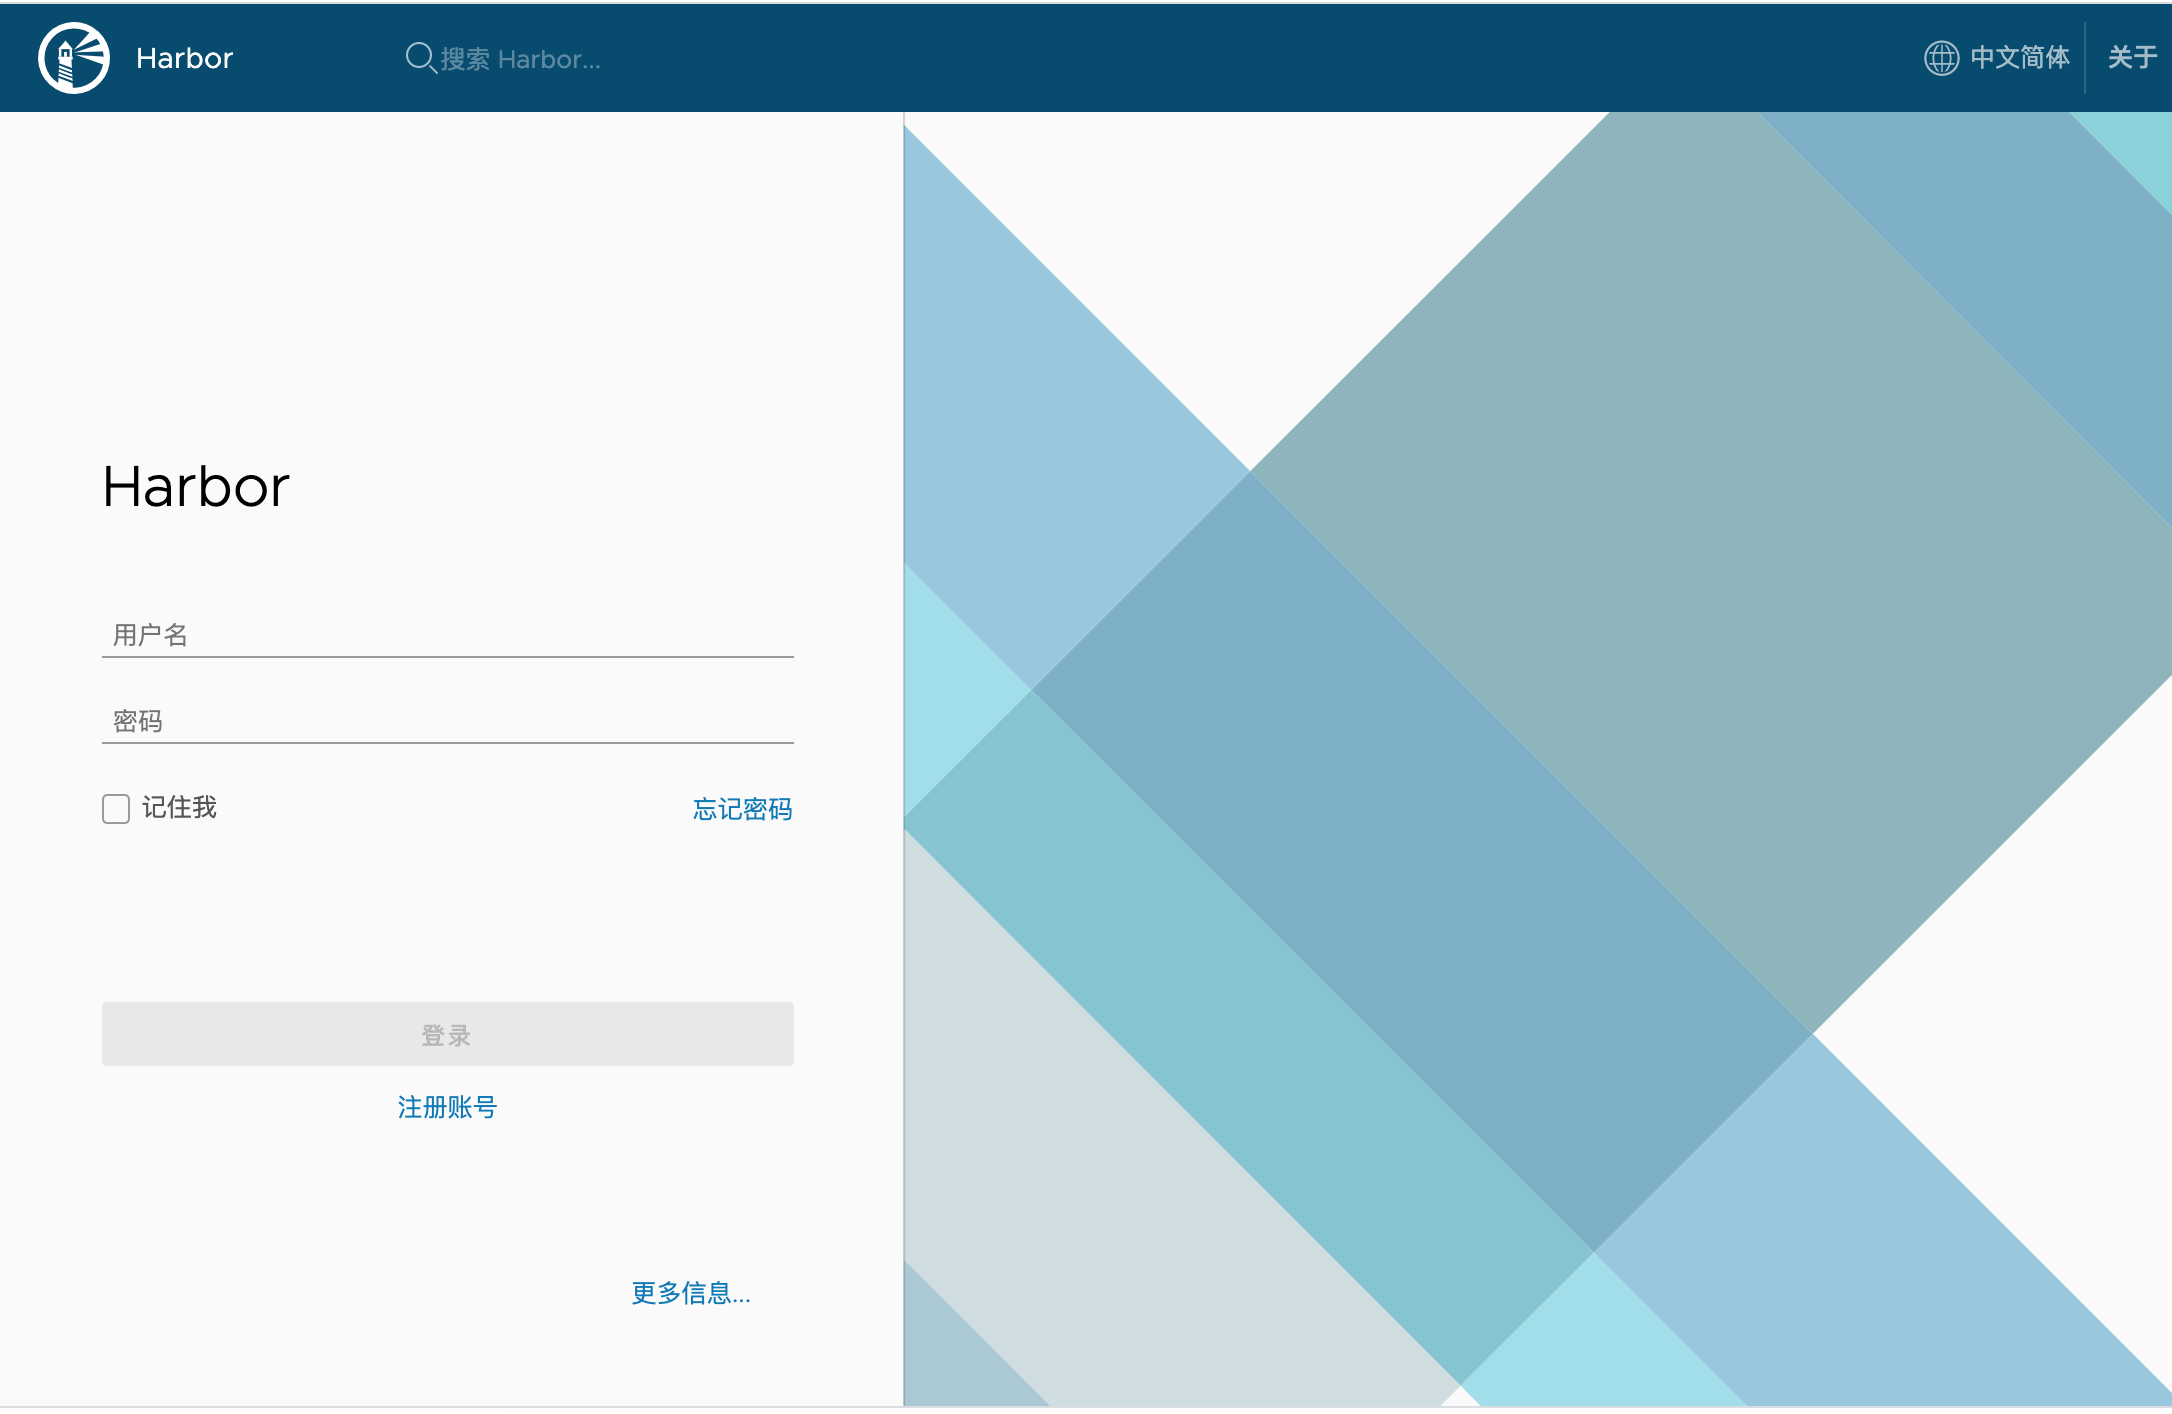 Harbor
搜索 Harbor...
中文简体
关于
Harbor
用户名
密码
记住我
忘记密码
登录
注册账号
更多信息...